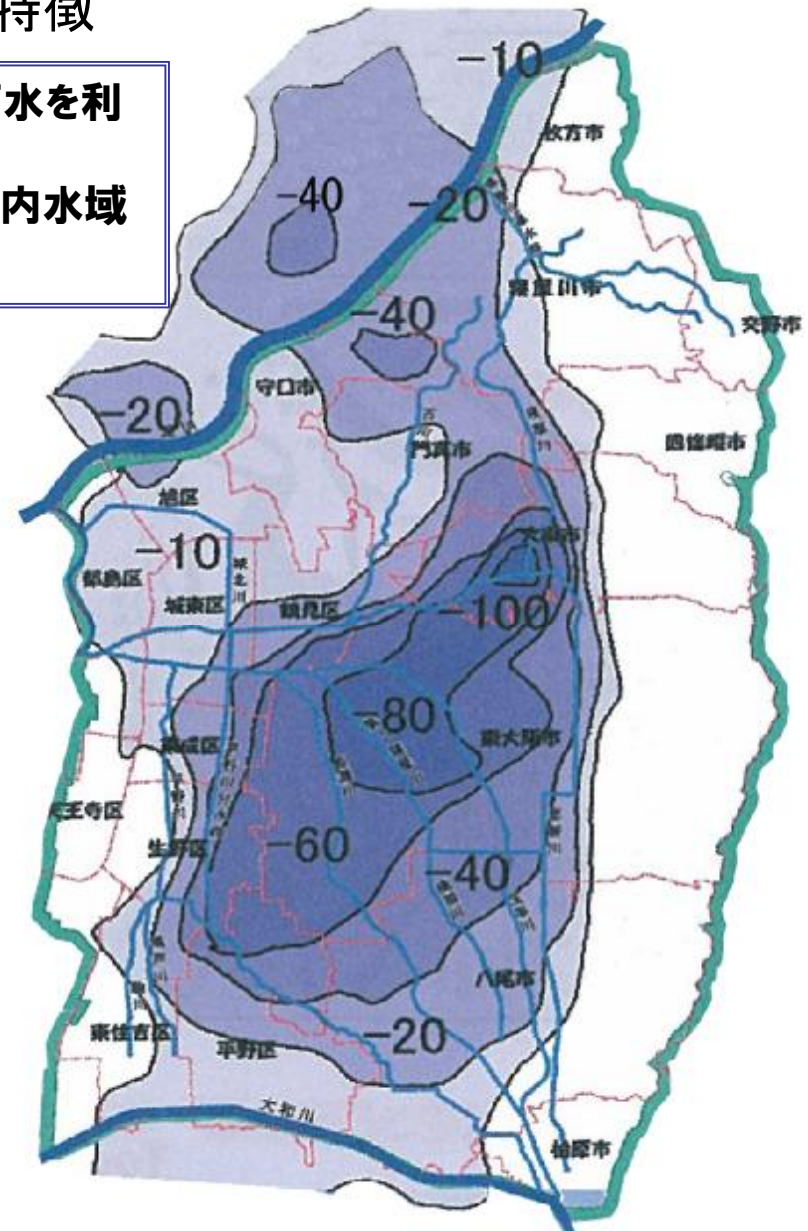 特徴
水を利
内水域
-10
枚方市
-40
-20
寝屋川市
-40
交野市
守口市
-20
門真市
四條畷市
旭区
大東市
-10
都島区
城北川
城東区
鶴見区
-100
-80
東成区
東大阪市
天王寺区
生野区
-60
-40
八尾市
東住吉区
平野区
-20
大和川
柏原市